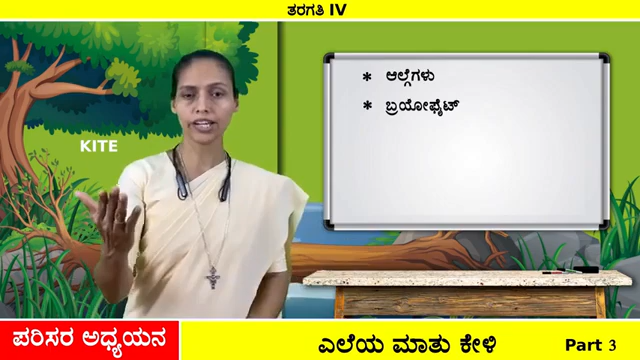 ತರಗತಿ IV
KITE
* ಆಲ್ಗೆಗಳು
* ಬ್ರಯೋಫೈಟ್
ಪರಿಸರ ಅಧ್ಯಯನ
ಎಲೆಯ ಮಾತು ಕೇಳಿ
Part 3